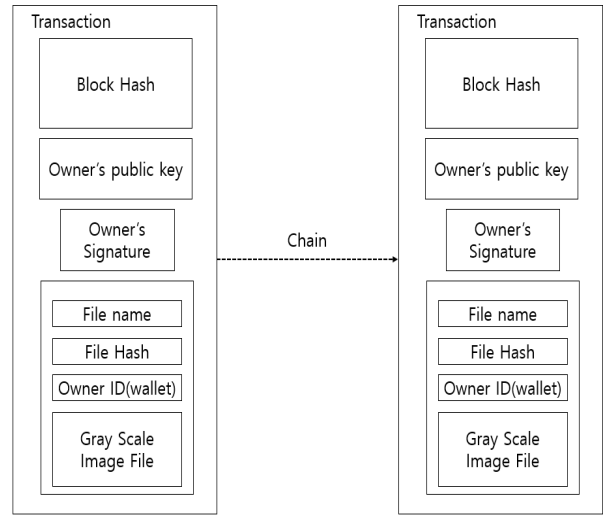 Transaction
Block Hash
Owner's public key
Owner's
Signature
File name
File Hash
Owner ID(wallet)
Gray Scale
Image File
Chain
Transaction
Block Hash
Owner's public key
Owner's
Signature
File name
File Hash
Owner ID(wallet)
Gray Scale
Image File